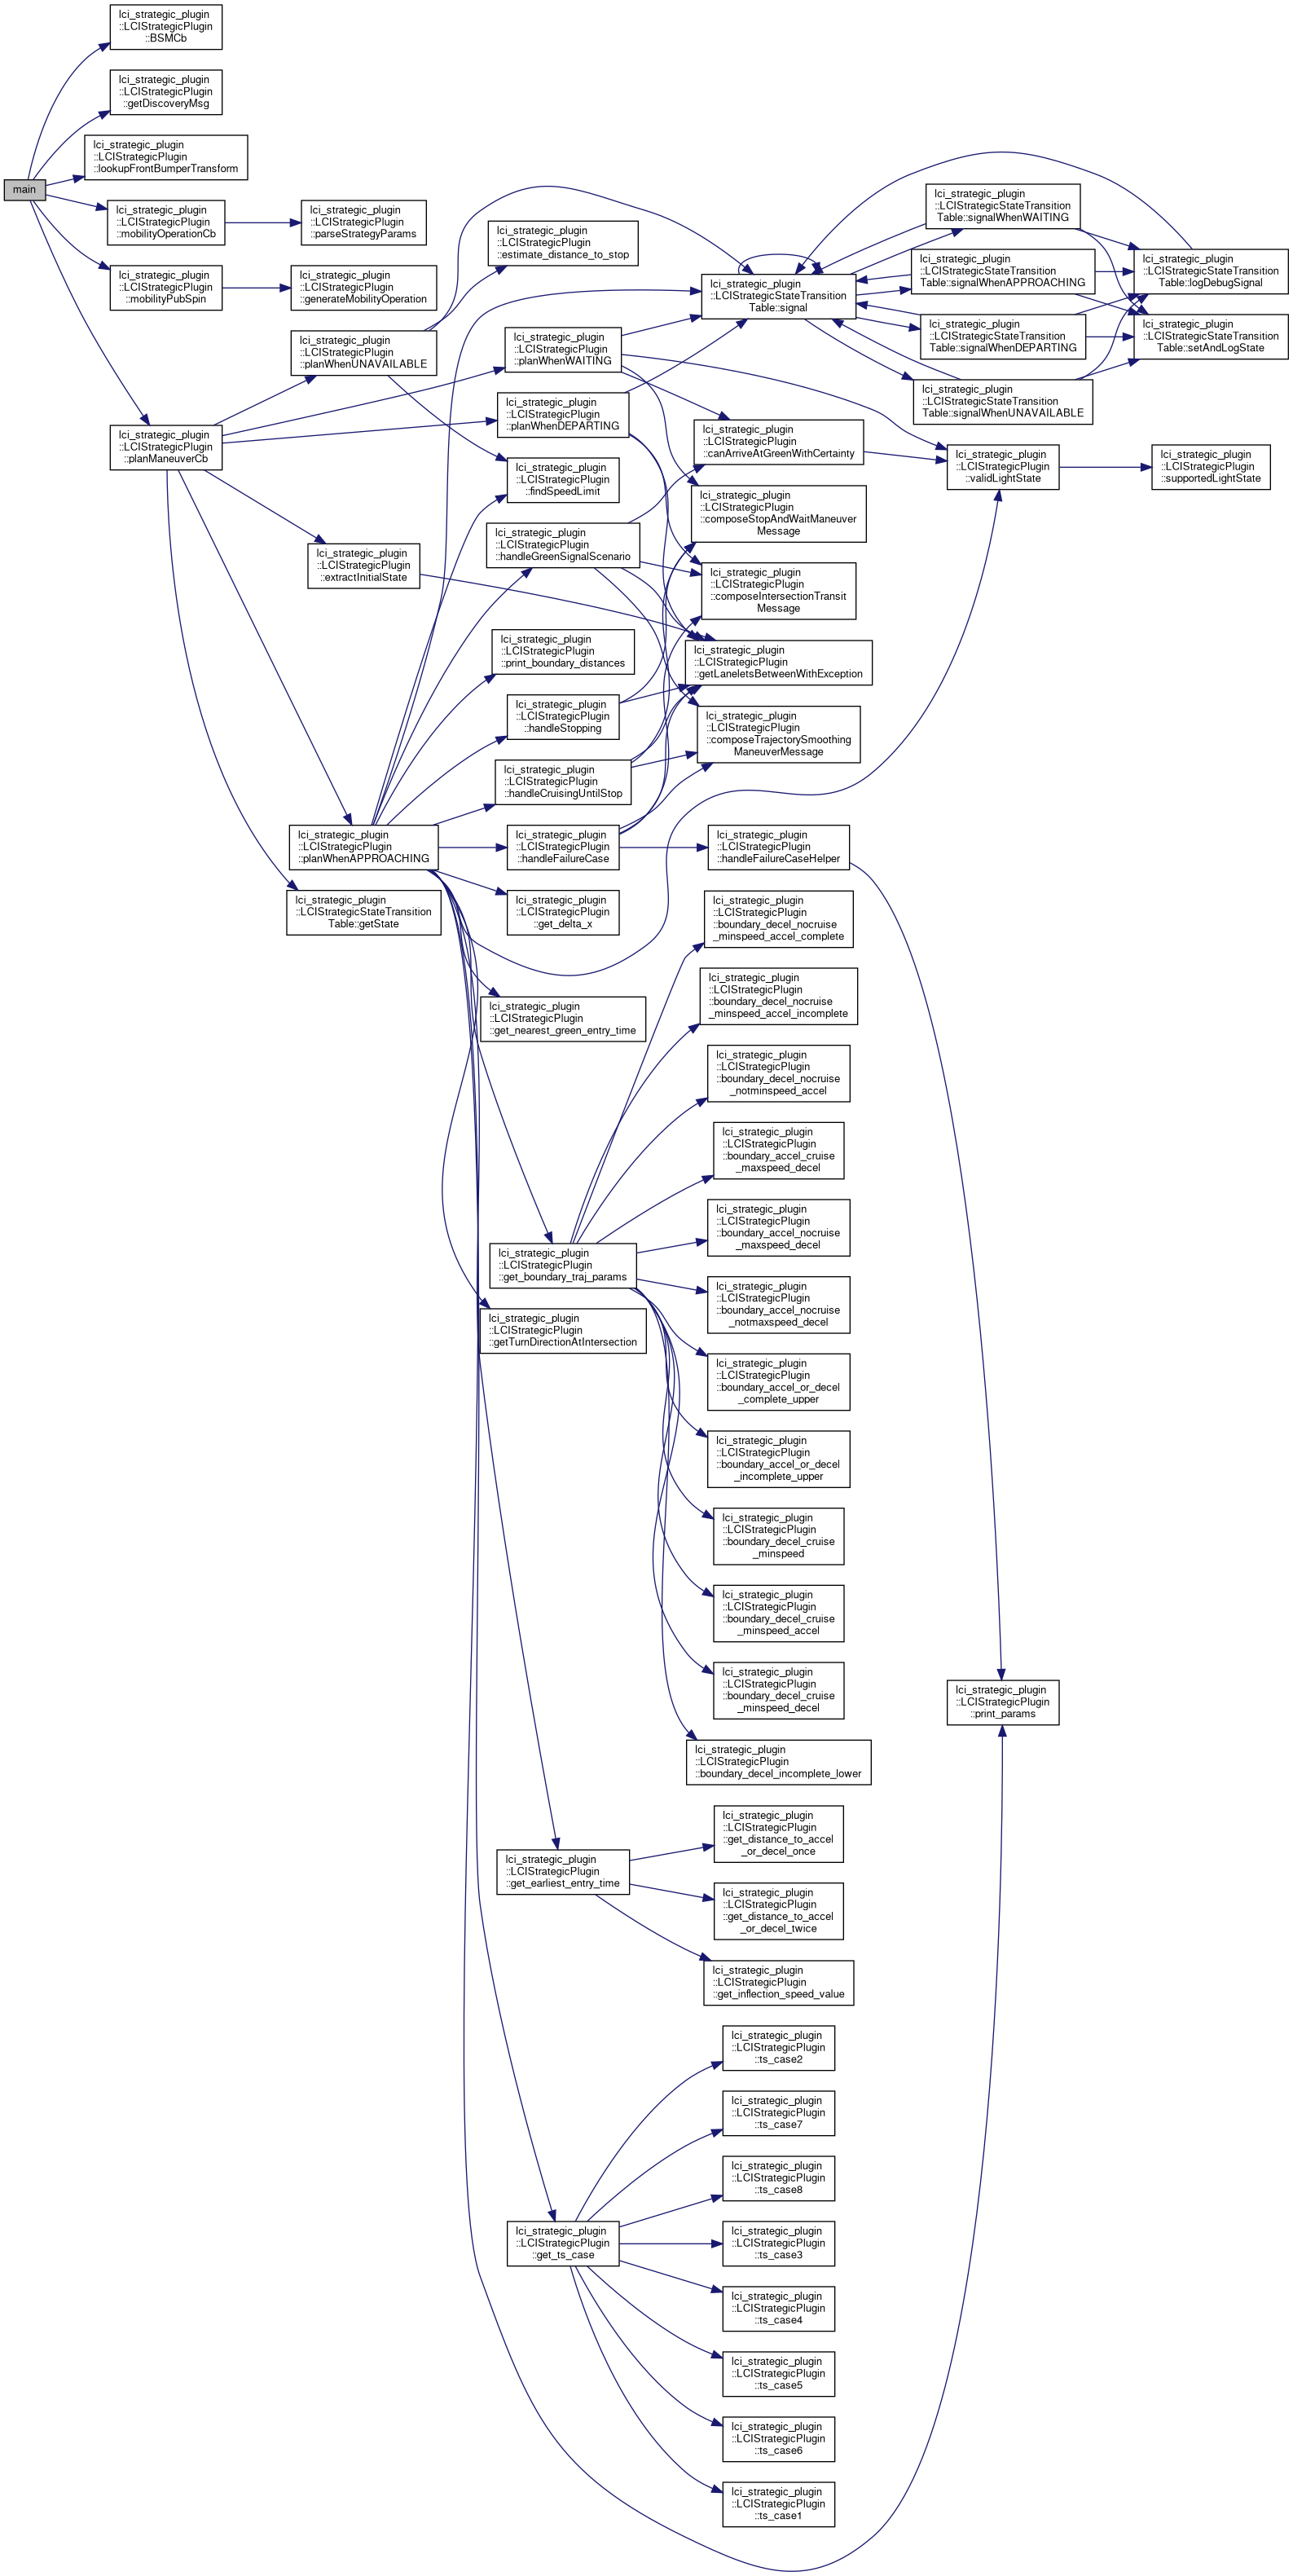 main
lci_strategic_plugin
::LCIStrategicPlugin
::BSMCb
lci_strategic_plugin
::LCIStrategicPlugin
::getDiscoveryMsg
lci_strategic_plugin
::LCIStrategicPlugin
::lookupFrontBumperTransform
lci_strategic_plugin
::LCIStrategicPlugin
::mobilityOperationCb
lci_strategic_plugin
::LCIStrategicPlugin
::parseStrategyParams
lci_strategic_plugin
::LCIStrategicPlugin
::mobilityPubSpin
lci_strategic_plugin
::LCIStrategicPlugin
::generateMobilityOperation
lci_strategic_plugin
::LCIStrategicPlugin
::planManeuverCb
lci_strategic_plugin
::LCIStrategicPlugin
::planWhenUNAVAILABLE
lci_strategic_plugin
::LCIStrategicPlugin
::estimate_distance_to_stop
lci_strategic_plugin
::LCIStrategicPlugin
::planWhenWAITING
lci_strategic_plugin
::LCIStrategicPlugin
::planWhenDEPARTING
lci_strategic_plugin
::LCIStrategicPlugin
::findSpeedLimit
lci_strategic_plugin
::LCIStrategicStateTransition
Table::signal
lci_strategic_plugin
::LCIStrategicStateTransition
Table::signalWhenWAITING
lci_strategic_plugin
::LCIStrategicStateTransition
Table::signalWhenAPPROACHING
lci_strategic_plugin
::LCIStrategicStateTransition
Table::signalWhenDEPARTING
lci_strategic_plugin
::LCIStrategicStateTransition
Table::signalWhenUNAVAILABLE
lci_strategic_plugin
::LCIStrategicStateTransition
Table::logDebugSignal
lci_strategic_plugin
::LCIStrategicStateTransition
Table::setAndLogState
lci_strategic_plugin
::LCIStrategicPlugin
::canArriveAtGreenWithCertainty
lci_strategic_plugin
::LCIStrategicPlugin
::validLightState
lci_strategic_plugin
::LCIStrategicPlugin
::supportedLightState
lci_strategic_plugin
::LCIStrategicPlugin
::composeStopAndWaitManeuver
Message
lci_strategic_plugin
::LCIStrategicPlugin
::handleGreenSignalScenario
lci_strategic_plugin
::LCIStrategicPlugin
::extractInitialState
lci_strategic_plugin
::LCIStrategicPlugin
::composeIntersectionTransit
Message
lci_strategic_plugin
::LCIStrategicPlugin
::print_boundary_distances
lci_strategic_plugin
::LCIStrategicPlugin
::getLaneletsBetweenWithException
lci_strategic_plugin
::LCIStrategicPlugin
::handleStopping
lci_strategic_plugin
::LCIStrategicPlugin
::composeTrajectorySmoothing
ManeuverMessage
lci_strategic_plugin
::LCIStrategicPlugin
::handleCruisingUntilStop
lci_strategic_plugin
::LCIStrategicPlugin
::planWhenAPPROACHING
lci_strategic_plugin
::LCIStrategicPlugin
::handleFailureCase
lci_strategic_plugin
::LCIStrategicPlugin
::handleFailureCaseHelper
lci_strategic_plugin
::LCIStrategicStateTransition
Table::getState
lci_strategic_plugin
::LCIStrategicPlugin
::get_delta_x
lci_strategic_plugin
::LCIStrategicPlugin
::boundary_decel_nocruise
_minspeed_accel_complete
lci_strategic_plugin
::LCIStrategicPlugin
::get_nearest_green_entry_time
lci_strategic_plugin
::LCIStrategicPlugin
::boundary_decel_nocruise
_minspeed_accel_incomplete
lci_strategic_plugin
::LCIStrategicPlugin
::boundary_decel_nocruise
_notminspeed_accel
lci_strategic_plugin
::LCIStrategicPlugin
::boundary_accel_cruise
_maxspeed_decel
lci_strategic_plugin
::LCIStrategicPlugin
::boundary_accel_nocruise
_maxspeed_decel
lci_strategic_plugin
::LCIStrategicPlugin
::get_boundary_traj_params
lci_strategic_plugin
::LCIStrategicPlugin
::boundary_accel_nocruise
_notmaxspeed_decel
lci_strategic_plugin
::LCIStrategicPlugin
::getTurnDirectionAtIntersection
lci_strategic_plugin
::LCIStrategicPlugin
::boundary_accel_or_decel
_complete_upper
lci_strategic_plugin
::LCIStrategicPlugin
::boundary_accel_or_decel
_incomplete_upper
lci_strategic_plugin
::LCIStrategicPlugin
::boundary_decel_cruise
_minspeed
lci_strategic_plugin
::LCIStrategicPlugin
::boundary_decel_cruise
_minspeed_accel
lci_strategic_plugin
::LCIStrategicPlugin
::boundary_decel_cruise
_minspeed_decel
lci_strategic_plugin
::LCIStrategicPlugin
::print_params
lci_strategic_plugin
::LCIStrategicPlugin
::boundary_decel_incomplete_lower
lci_strategic_plugin
::LCIStrategicPlugin
::get_distance_to_accel
_or_decel_once
lci_strategic_plugin
::LCIStrategicPlugin
::get_earliest_entry_time
lci_strategic_plugin
::LCIStrategicPlugin
::get_distance_to_accel
_or_decel_twice
lci_strategic_plugin
::LCIStrategicPlugin
::get_inflection_speed_value
lci_strategic_plugin
::LCIStrategicPlugin
::ts_case2
lci_strategic_plugin
::LCIStrategicPlugin
::ts_case7
lci_strategic_plugin
::LCIStrategicPlugin
::ts_case8
lci_strategic_plugin
::LCIStrategicPlugin
::get_ts_case
lci_strategic_plugin
::LCIStrategicPlugin
::ts_case3
lci_strategic_plugin
::LCIStrategicPlugin
::ts_case4
lci_strategic_plugin
::LCIStrategicPlugin
::ts_case5
lci_strategic_plugin
::LCIStrategicPlugin
::ts_case6
lci_strategic_plugin
::LCIStrategicPlugin
::ts_case1